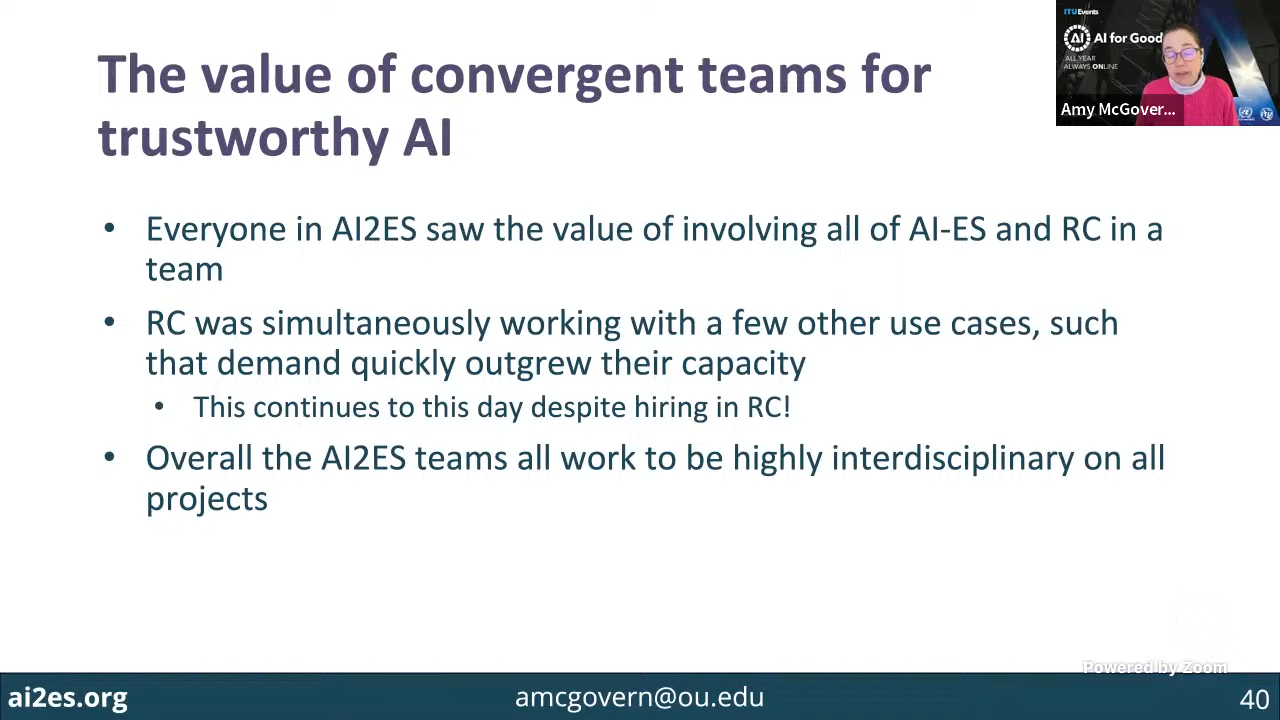 The value of convergent teams for
trustworthy AI
• Everyone in AI2ES saw the value of involving all of AI-ES and RC in a
team
• RC was simultaneously working with a few other use cases, such
that demand quickly outgrew their capacity
• This continues to this day despite hiring in RC!
• Overall the AI2ES teams all work to be highly interdisciplinary on all
projects
ITUEvents
AI
AI for Good
ALL YEAR
ALWAYS ONLINE
Amy McGover...
Powered by Zoom
ai2es.org
amcgovern@ou.edu
40